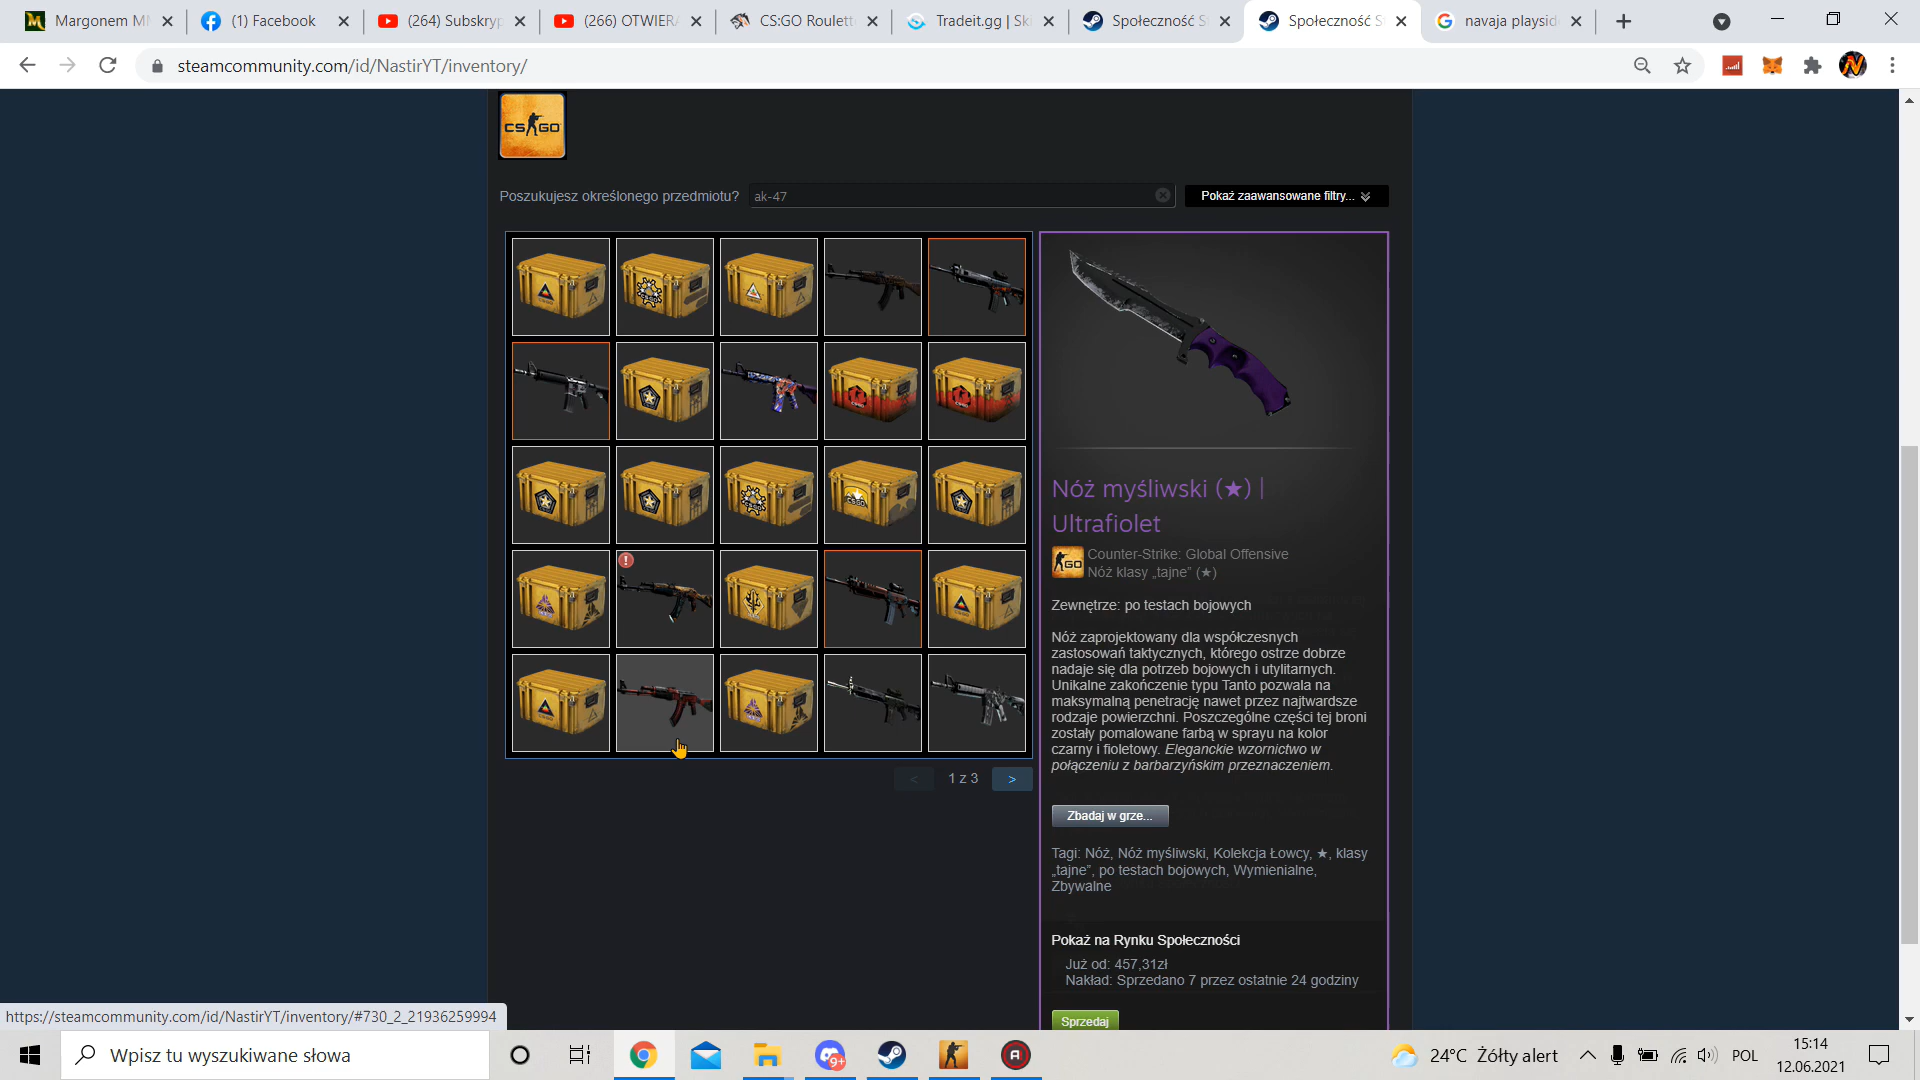 Margonem M
(1) Facebook
(264) Subskryp
(266) OTWIERA
CS:GO Roulett
Tradeit.gg | Ski
Społeczność S
Społeczność S
navaja playsid
steamcommunity.com/id/NastirYT/inventory/
CS GO
Poszukujesz określonego przedmiotu?
ak-47
Pokaż zaawansowane filtry...
Nóż myśliwski (★) |
Ultrafiolet
Counter-Strike: Global Offensive
Nóż klasy „tajne" (★)
Zewnętrze: po testach bojowych
Nóż zaprojektowany dla współczesnych
zastosowań taktycznych, którego ostrze dobrze
nadaje się dla potrzeb bojowych i utylitarnych.
Unikalne zakończenie typu Tanto pozwala na
maksymalną penetrację nawet przez najtwardsze
rodzaje powierzchni. Poszczególne części tej broni
zostały pomalowane farbą w sprayu na kolor
czarny i fioletowy. Eleganckie wzornictwo w
połączeniu z barbarzyńskim przeznaczeniem.
1 z 3
Zbadaj w grze...
Tagi: Nóż, Nóż myśliwski, Kolekcja Łowcy, ★, klasy
„tajne", po testach bojowych, Wymienialne,
Zbywalne
Pokaż na Rynku Społeczności
Już od: 457,31zł
Nakład: Sprzedano 7 przez ostatnie 24 godziny
Sprzedaj
https://steamcommunity.com/id/NastirYT/inventory/#730_2_21936259994
Wpisz tu wyszukiwane słowa
9+
24°C Żółty alert
POL
15:14
12.06.2021